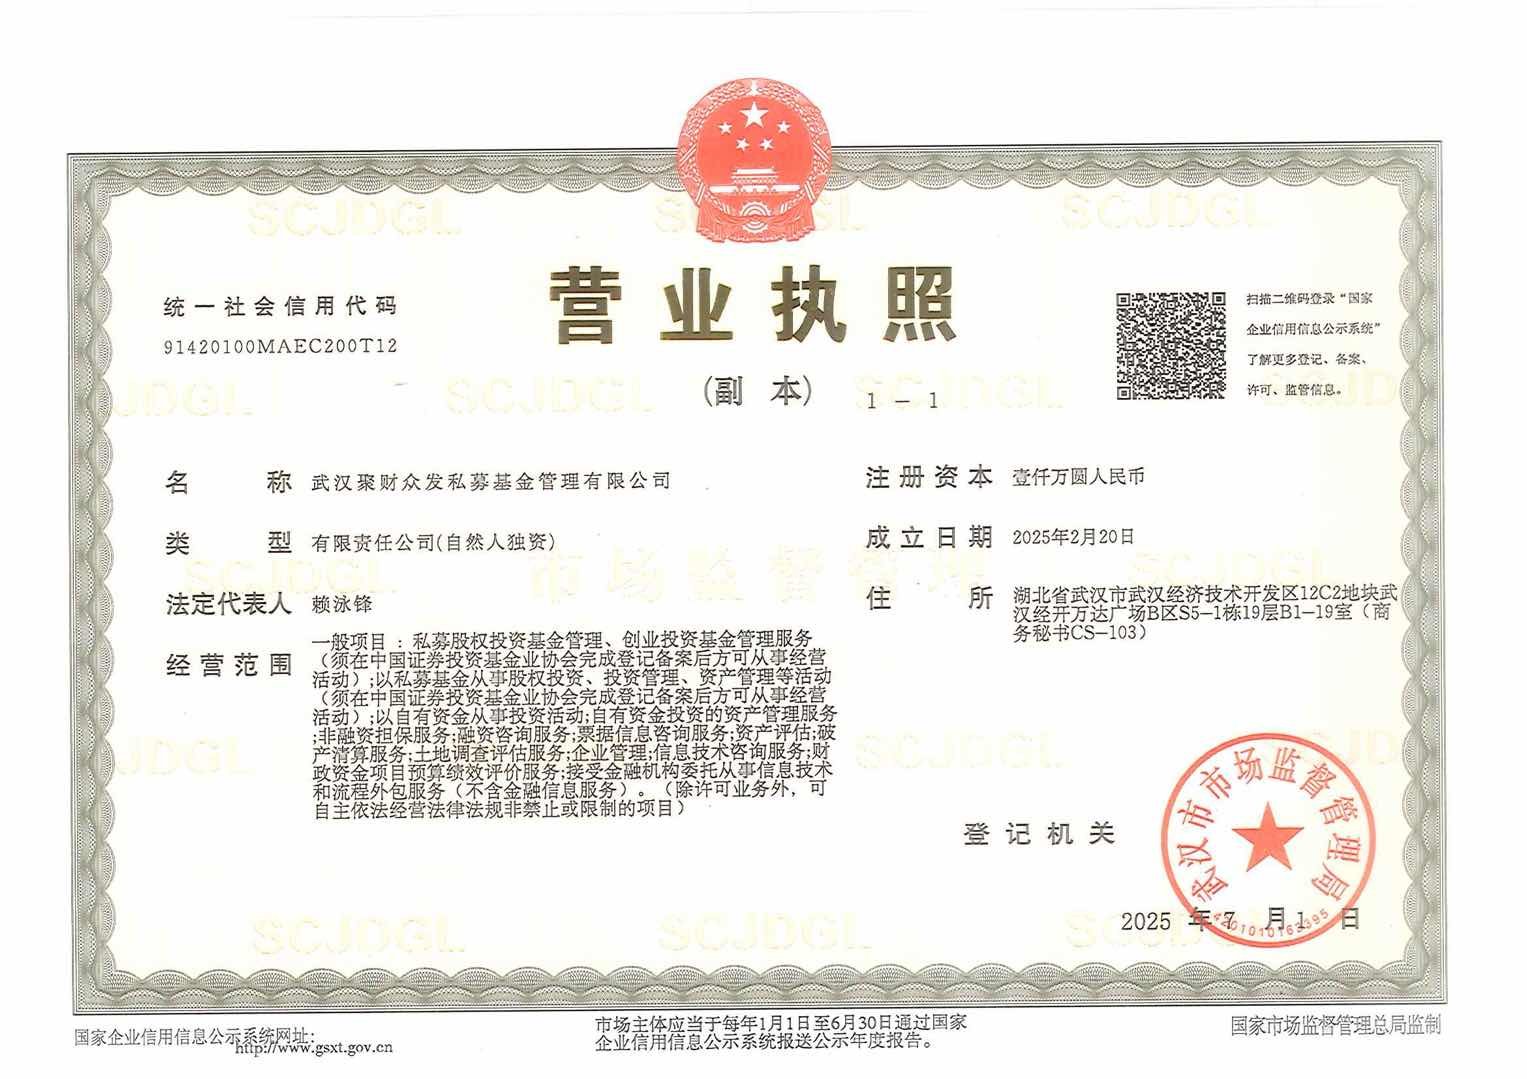 SCJDGL SCJDGL SCJDGL
营业执照
(副 本) 1-1
统一社会信用代码
91420100MAEC200T12
扫描二维码登录“国家
企业信用信息公示系统”
了解更多登记、备案、
许可、监管信息。
名称 武汉聚财众发私募基金管理有限公司
类型 有限责任公司(自然人独资)
法定代表人 赖泳锋
经营范围 一般项目：私募股权投资基金管理、创业投资基金管理服务
（须在中国证券投资基金业协会完成登记备案后方可从事经营
活动）;以私募基金从事股权投资、投资管理、资产管理等活动
（须在中国证券投资基金业协会完成登记备案后方可从事经营
活动）;以自有资金从事投资活动;自有资金投资的资产管理服务
;非融资担保服务;融资咨询服务;票据信息咨询服务;资产评估;破
产清算服务;土地调查评估服务;企业管理;信息技术咨询服务;财
政资金项目预算绩效评价服务;接受金融机构委托从事信息技术
和流程外包服务（不含金融信息服务）。（除许可业务外，可
自主依法经营法律法规非禁止或限制的项目）
注册资本 壹仟万圆人民币
成立日期 2025年2月20日
住所 湖北省武汉市武汉经济技术开发区12C2地块武
汉经开万达广场B区S5-1栋19层B1-19室（商
务秘书CS-103）
市场监督管理
登记机关
武汉市市场监督管理局
4201010163395
2025 年 7 月 1 日
SCJDGL SCJDGL SCJDGL
国家企业信用信息公示系统网址:
http://www.gsxt.gov.cn
市场主体应当于每年1月1日至6月30日通过国家
企业信用信息公示系统报送公示年度报告。
国家市场监督管理总局监制